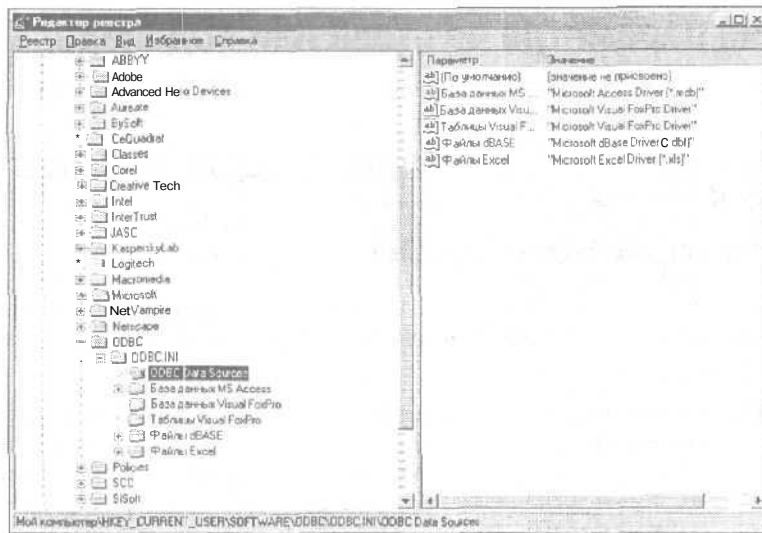 Редактор реестра
Реестр Правка Вид Избранное Справка
ABBYY
Adobe
Advanced He o Devices
Aureate
BySoft
CeQuadrat
Classes
Corel
Creative Tech
Intel
InterTrust
JASC
KasperskyLab
Logitech
Macromedia
Microsoft
NetVampire
Netscape
ODBC
ODBC.INI
ODBC Data Sources
База данных MS Access
База данных Visual FoxPro
Таблицы Visual FoxPro
Файлы dBASE
Файлы Excel
Policies
SCC
SiSoft
Параметр Значение
(По умолчанию) (значение не присвоено)
База данных MS ... "Microsoft Access Driver (*.mdb)"
База данных Visu... "Microsoft Visual FoxPro Driver"
Таблицы Visual F... "Microsoft Visual FoxPro Driver"
Файлы dBASE "Microsoft dBase Driver C dbf)"
Файлы Excel "Microsoft Excel Driver (*.xls)"
Мой компьютер\HKEY_CURRENT_USER\SOFTWARE\ODBC\ODBC.INI\ODBC Data Sources